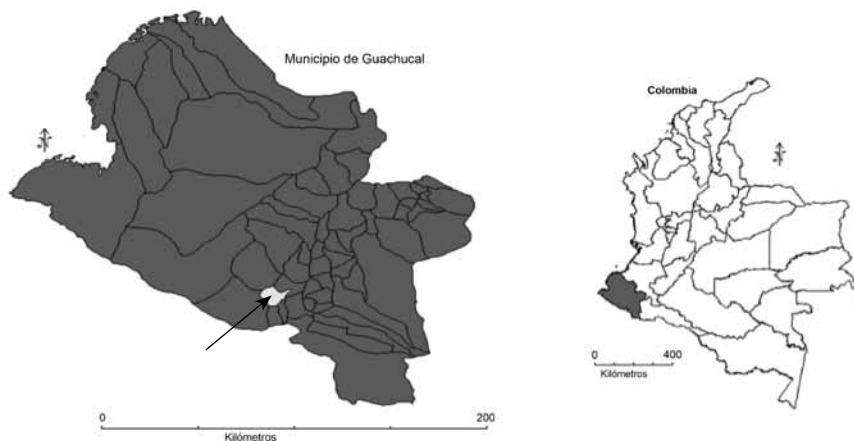 Municipio de Guachucal
Colombia
0
200
Kilómetros
0
400
Kilómetros